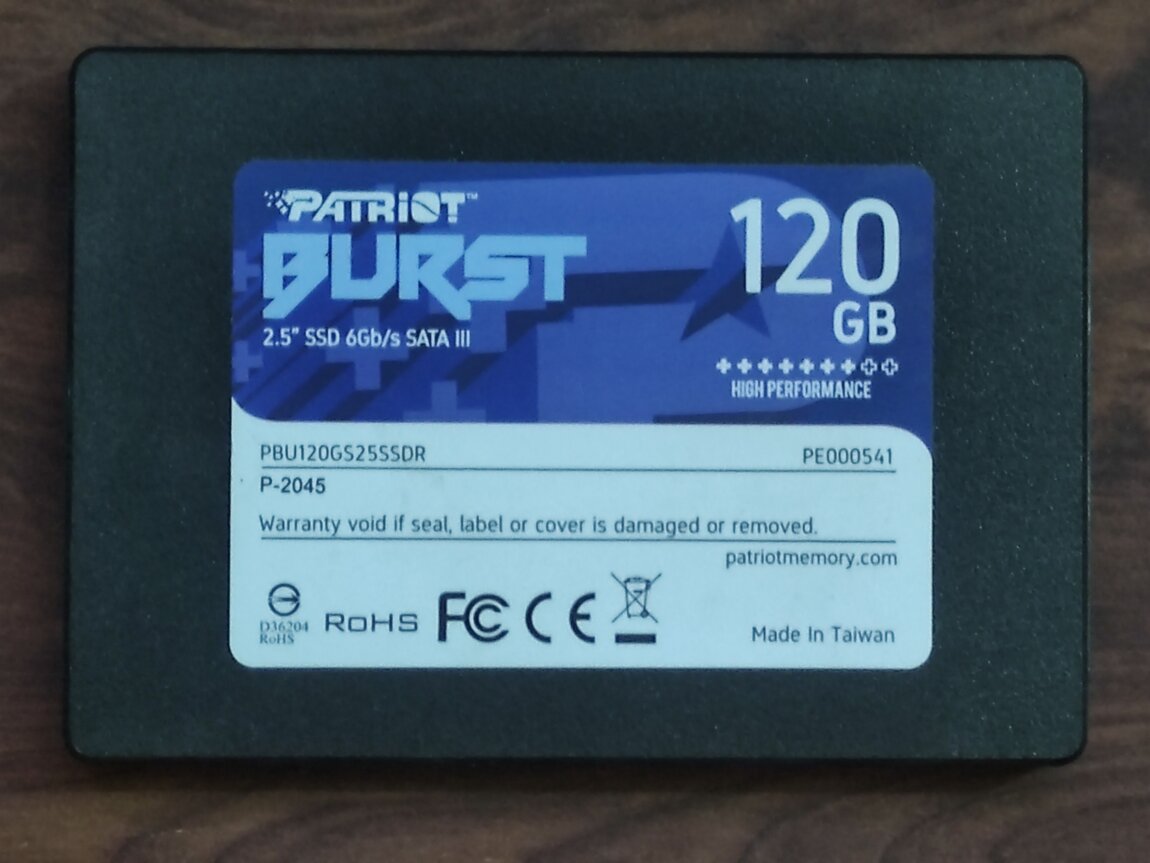 PATRIOT™
BURST
2.5" SSD 6Gb/s SATA III
120
GB
HIGH PERFORMANCE
PBU120GS25SSDR PE000541
P-2045
Warranty void if seal, label or cover is damaged or removed.
patriotmemory.com
D36204
RoHS
RoHS FC CE
Made In Taiwan